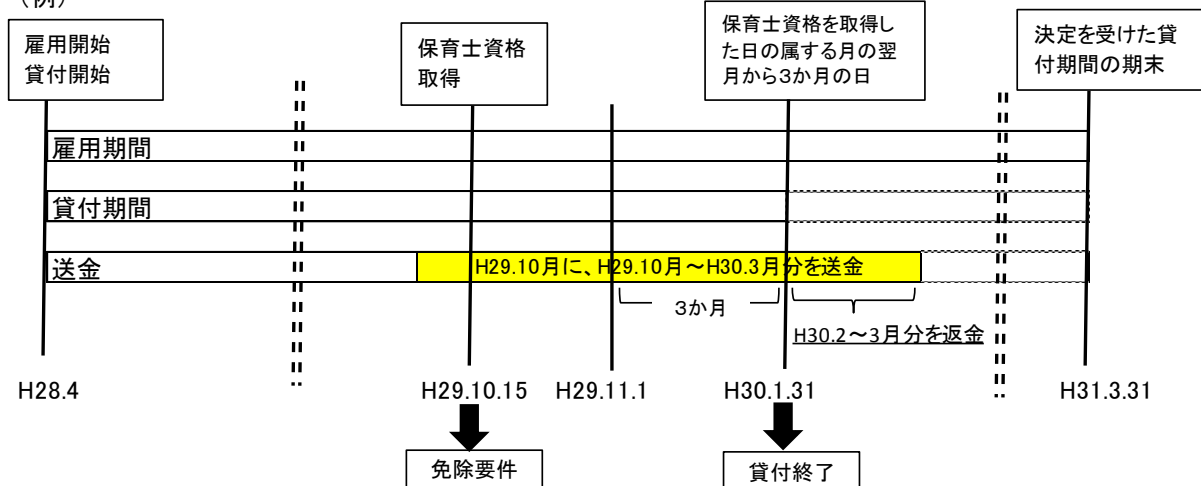 （例）
雇用開始
貸付開始
保育士資格
取得
保育士資格を取得し
た日の属する月の翌
月から3か月の日
決定を受けた貸
付期間の期末
雇用期間
貸付期間
送金
H29.10月に、H29.10月～H30.3月分を送金
3か月
H30.2～3月分を返金
H28.4
H29.10.15
H29.11.1
H30.1.31
H31.3.31
免除要件
貸付終了